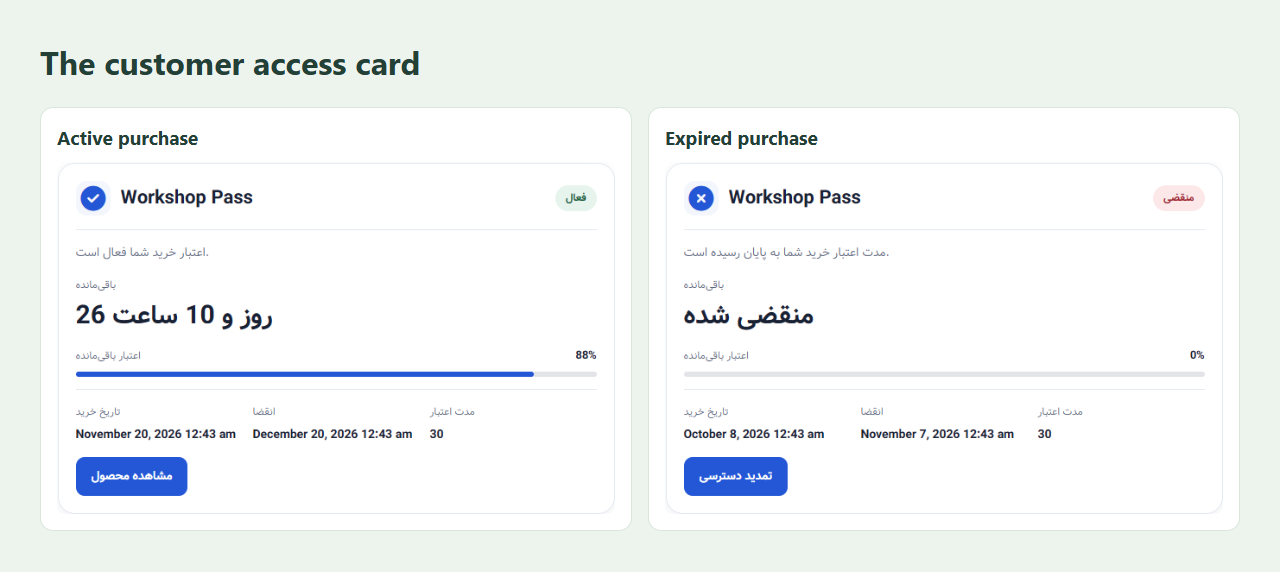 The customer access card
Active purchase
Workshop Pass
فعال
اعتبار خرید شما فعال است.
باقی‌مانده
26 روز و 10 ساعت
اعتبار باقی‌مانده
88%
تاریخ خرید
انقضا
مدت اعتبار
November 20, 2026 12:43 am
December 20, 2026 12:43 am
30
مشاهده محصول
Expired purchase
Workshop Pass
منقضی
مدت اعتبار خرید شما به پایان رسیده است.
باقی‌مانده
منقضی شده
اعتبار باقی‌مانده
0%
تاریخ خرید
انقضا
مدت اعتبار
October 8, 2026 12:43 am
November 7, 2026 12:43 am
30
تمدید دسترسی